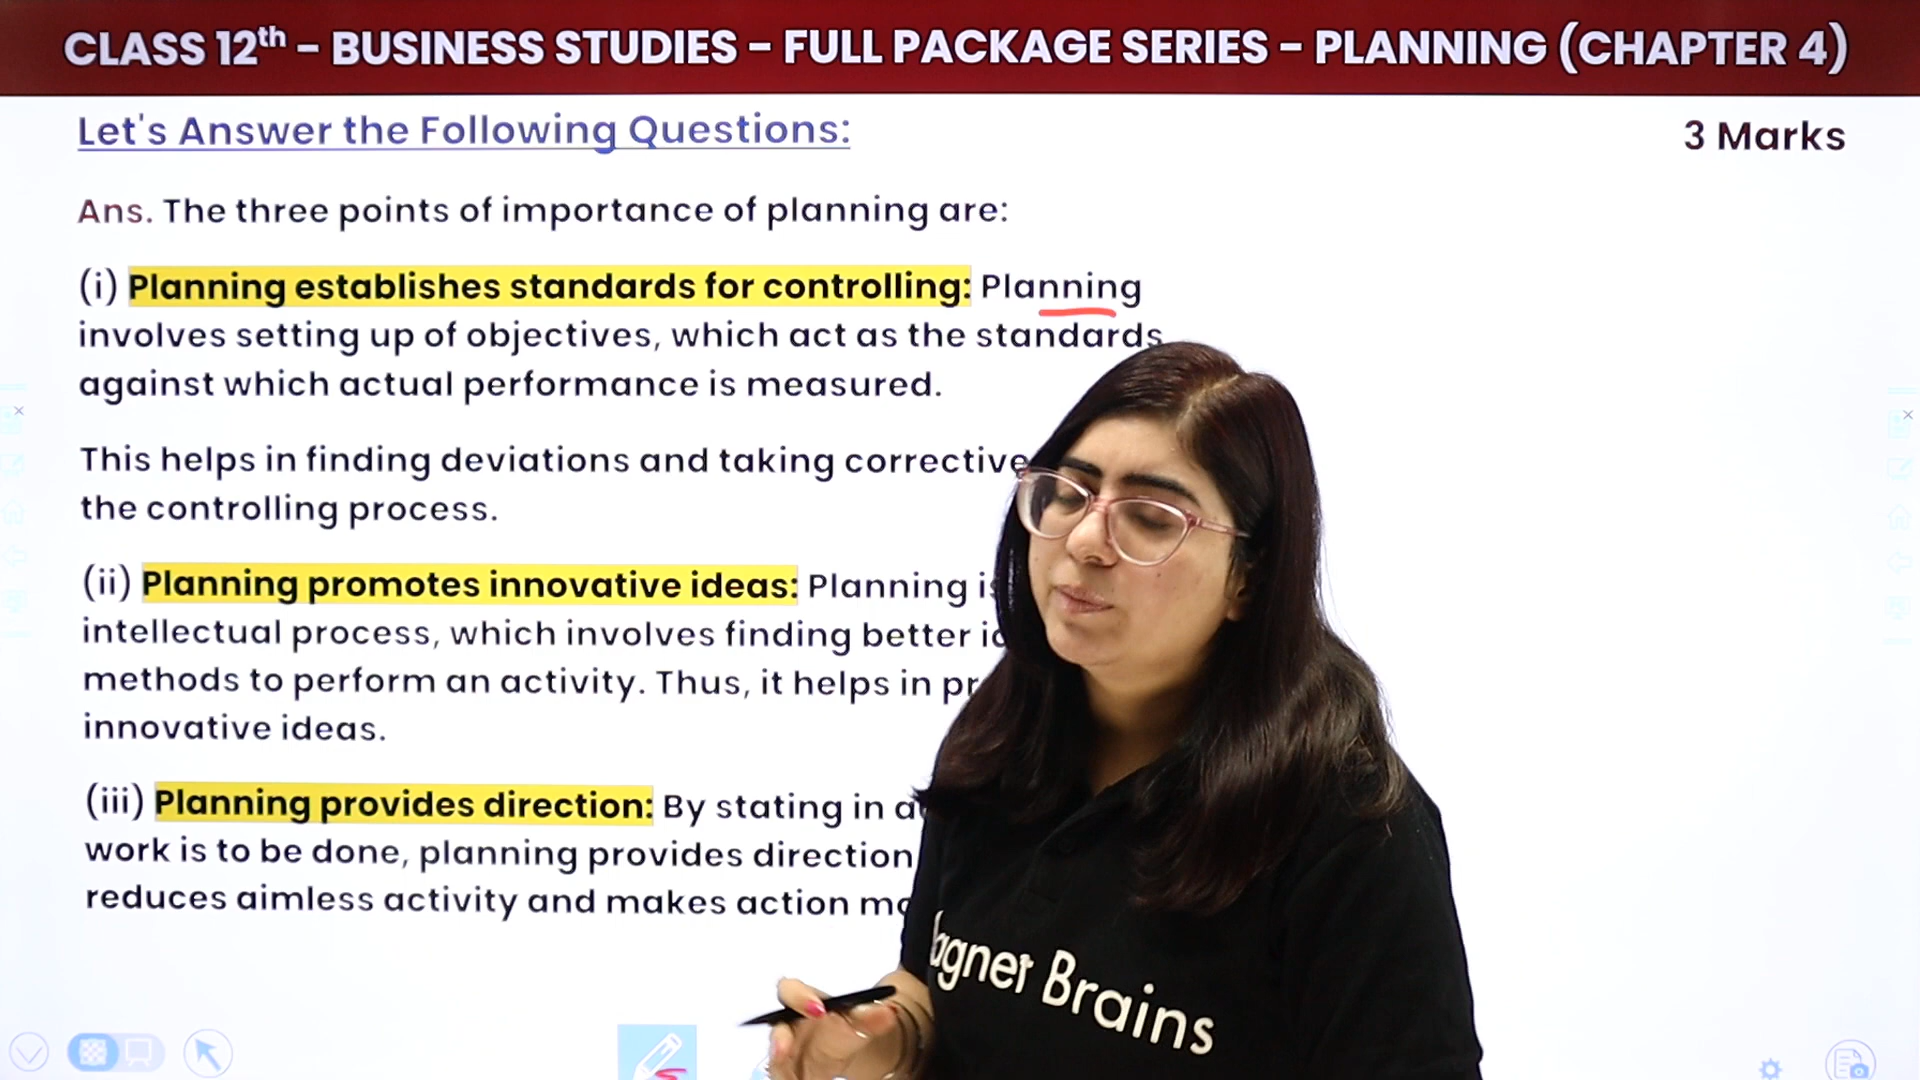 CLASS 12th – BUSINESS STUDIES – FULL PACKAGE SERIES – PLANNING (CHAPTER 4)
Let's Answer the Following Questions:
3 Marks
Ans. The three points of importance of planning are:
(i) Planning establishes standards for controlling: Planning
involves setting up of objectives, which act as the standards
against which actual performance is measured.
This helps in finding deviations and taking corrective
the controlling process.
(ii) Planning promotes innovative ideas: Planning
intellectual process, which involves finding better
methods to perform an activity. Thus, it helps in
innovative ideas.
(iii) Planning provides direction: By stating in
work is to be done, planning provides direction
reduces aimless activity and makes action
agnet Brains